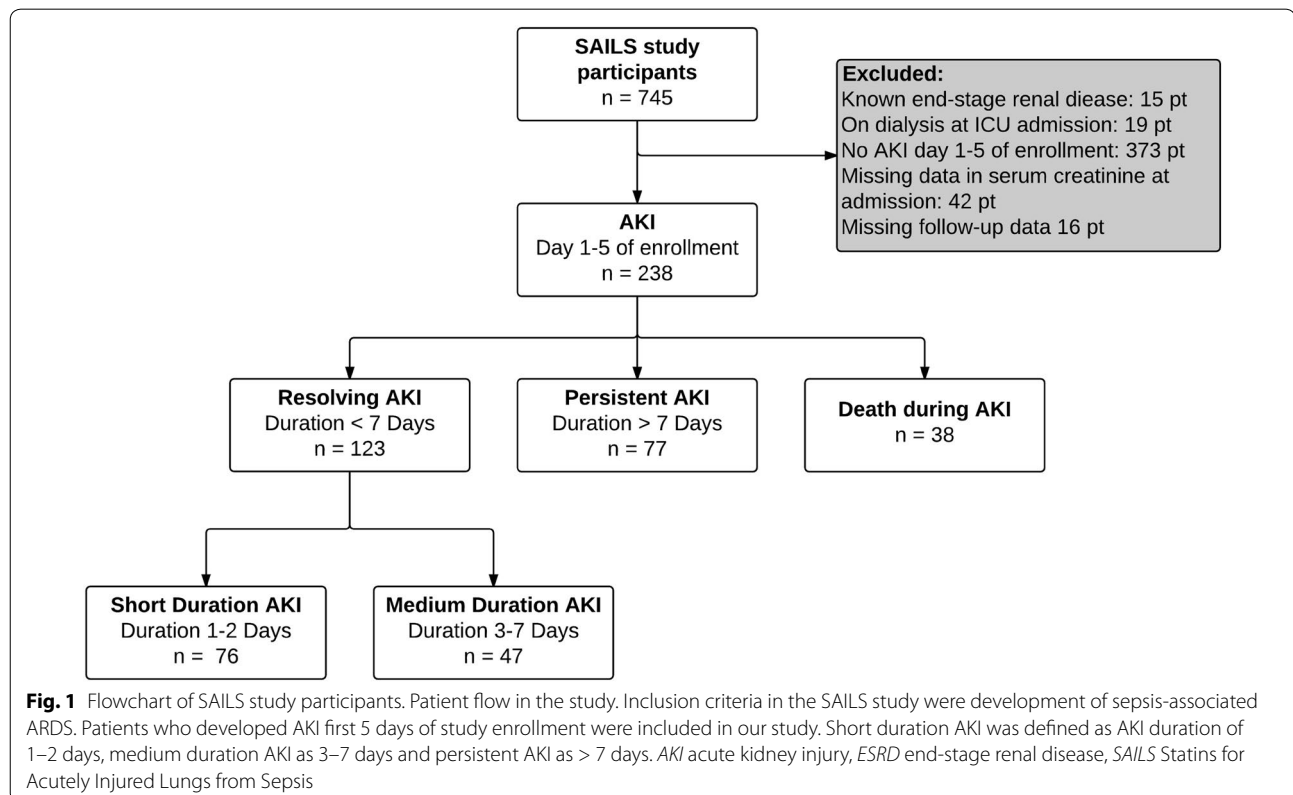 SAILS study
participants
n = 745
Excluded:
Known end-stage renal diease: 15 pt
On dialysis at ICU admission: 19 pt
No AKI day 1-5 of enrollment: 373 pt
Missing data in serum creatinine at
admission: 42 pt
Missing follow-up data 16 pt
AKI
Day 1-5 of enrollment
n = 238
Resolving AKI
Duration < 7 Days
n = 123
Persistent AKI
Duration > 7 Days
n = 77
Death during AKI
n = 38
Short Duration AKI
Duration 1-2 Days
n = 76
Medium Duration AKI
Duration 3-7 Days
n = 47
Fig. 1 Flowchart of SAILS study participants. Patient flow in the study. Inclusion criteria in the SAILS study were development of sepsis-associated
ARDS. Patients who developed AKI first 5 days of study enrollment were included in our study. Short duration AKI was defined as AKI duration of
1–2 days, medium duration AKI as 3–7 days and persistent AKI as > 7 days. AKI acute kidney injury, ESRD end-stage renal disease, SAILS Statins for
Acutely Injured Lungs from Sepsis